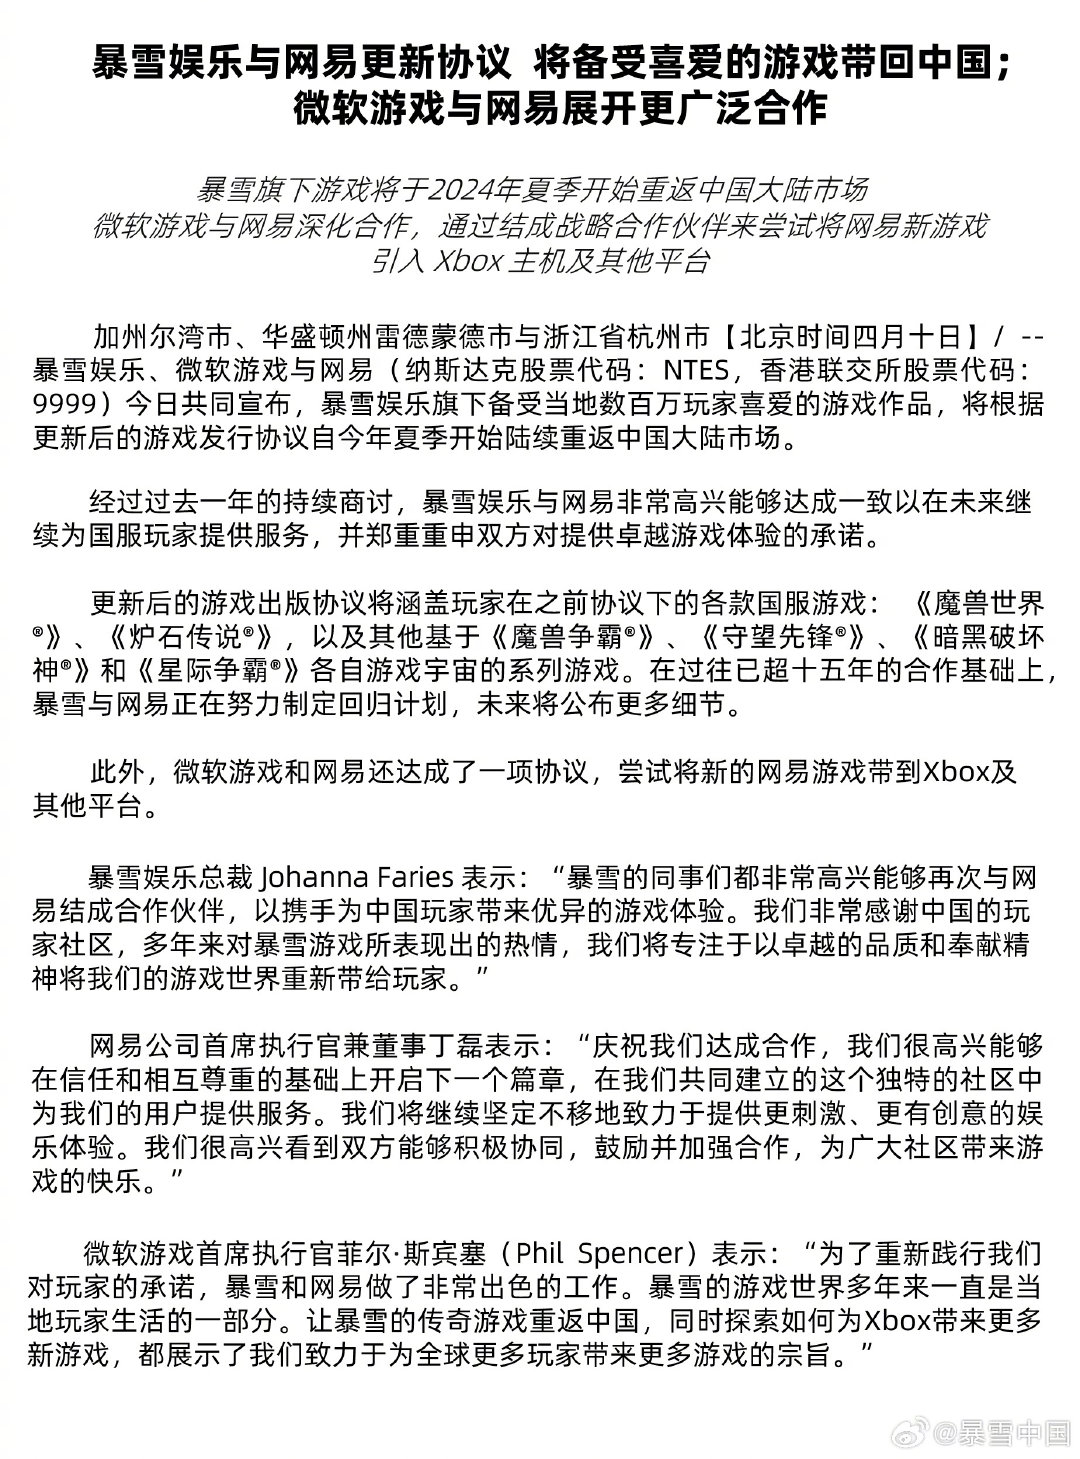 暴雪娱乐与网易更新协议 将备受喜爱的游戏带回中国；
微软游戏与网易展开更广泛合作
暴雪旗下游戏将于2024年夏季开始重返中国大陆市场
微软游戏与网易深化合作，通过结成战略合作伙伴来尝试将网易新游戏
引入 Xbox 主机及其他平台
加州尔湾市、华盛顿州雷德蒙德市与浙江省杭州市【北京时间四月十日】/ --
暴雪娱乐、微软游戏与网易（纳斯达克股票代码：NTES，香港联交所股票代码：
9999）今日共同宣布，暴雪娱乐旗下备受当地数百万玩家喜爱的游戏作品，将根据
更新后的游戏发行协议自今年夏季开始陆续重返中国大陆市场。
经过过去一年的持续商讨，暴雪娱乐与网易非常高兴能够达成一致以在未来继
续为国服玩家提供服务，并郑重重申双方对提供卓越游戏体验的承诺。
更新后的游戏出版协议将涵盖玩家在之前协议下的各款国服游戏： 《魔兽世界
®》、《炉石传说®》，以及其他基于《魔兽争霸®》、《守望先锋®》、《暗黑破坏
神®》和《星际争霸®》各自游戏宇宙的系列游戏。在过往已超十五年的合作基础上，
暴雪与网易正在努力制定回归计划，未来将公布更多细节。
此外，微软游戏和网易还达成了一项协议，尝试将新的网易游戏带到Xbox及
其他平台。
暴雪娱乐总裁 Johanna Faries 表示：“暴雪的同事们都非常高兴能够再次与网
易结成合作伙伴，以携手为中国玩家带来优异的游戏体验。我们非常感谢中国的玩
家社区，多年来对暴雪游戏所表现出的热情，我们将专注于以卓越的品质和奉献精
神将我们的游戏世界重新带给玩家。”
网易公司首席执行官兼董事丁磊表示：“庆祝我们达成合作，我们很高兴能够
在信任和相互尊重的基础上开启下一个篇章，在我们共同建立的这个独特的社区中
为我们的用户提供服务。我们将继续坚定不移地致力于提供更刺激、更有创意的娱
乐体验。我们很高兴看到双方能够积极协同，鼓励并加强合作，为广大社区带来游
戏的快乐。”
微软游戏首席执行官菲尔·斯宾塞（Phil Spencer）表示：“为了重新践行我们
对玩家的承诺，暴雪和网易做了非常出色的工作。暴雪的游戏世界多年来一直是当
地玩家生活的一部分。让暴雪的传奇游戏重返中国，同时探索如何为Xbox带来更多
新游戏，都展示了我们致力于为全球更多玩家带来更多游戏的宗旨。”
@暴雪中国